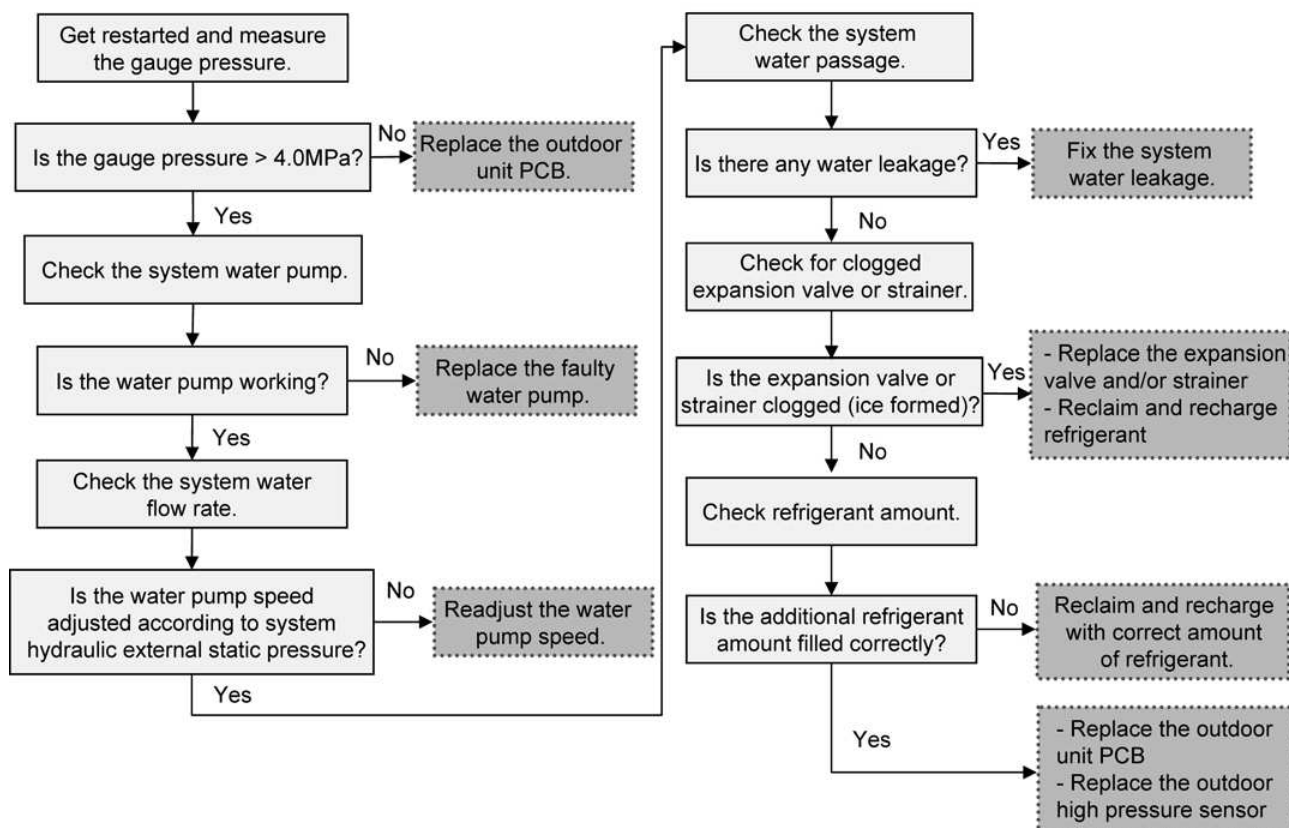 Get restarted and measure
the gauge pressure.
Is the gauge pressure > 4.0MPa?
No
Replace the outdoor
unit PCB.
Yes
Check the system water pump.
Is the water pump working?
No
Replace the faulty
water pump.
Yes
Check the system water
flow rate.
Is the water pump speed
adjusted according to system
hydraulic external static pressure?
No
Readjust the water
pump speed.
Yes
Check the system
water passage.
Is there any water leakage?
Yes
Fix the system
water leakage.
No
Check for clogged
expansion valve or strainer.
Is the expansion valve or
strainer clogged (ice formed)?
Yes
- Replace the expansion
valve and/or strainer
- Reclaim and recharge
refrigerant
No
Check refrigerant amount.
Is the additional refrigerant
amount filled correctly?
No
Reclaim and recharge
with correct amount
of refrigerant.
Yes
- Replace the outdoor
unit PCB
- Replace the outdoor
high pressure sensor